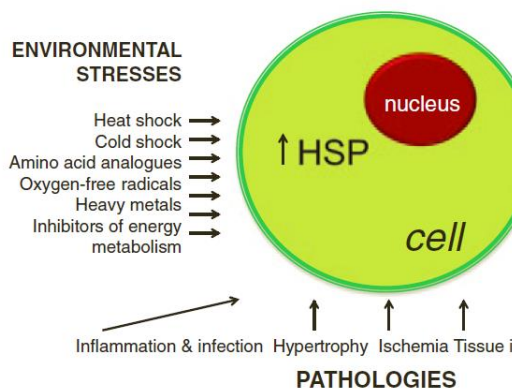 ENVIRONMENTAL
STRESSES
Heat shock
Cold shock
Amino acid analogues
Oxygen-free radicals
Heavy metals
Inhibitors of energy
metabolism
nucleus
↑ HSP
cell
Inflammation & infection Hypertrophy Ischemia Tissue i
PATHOLOGIES